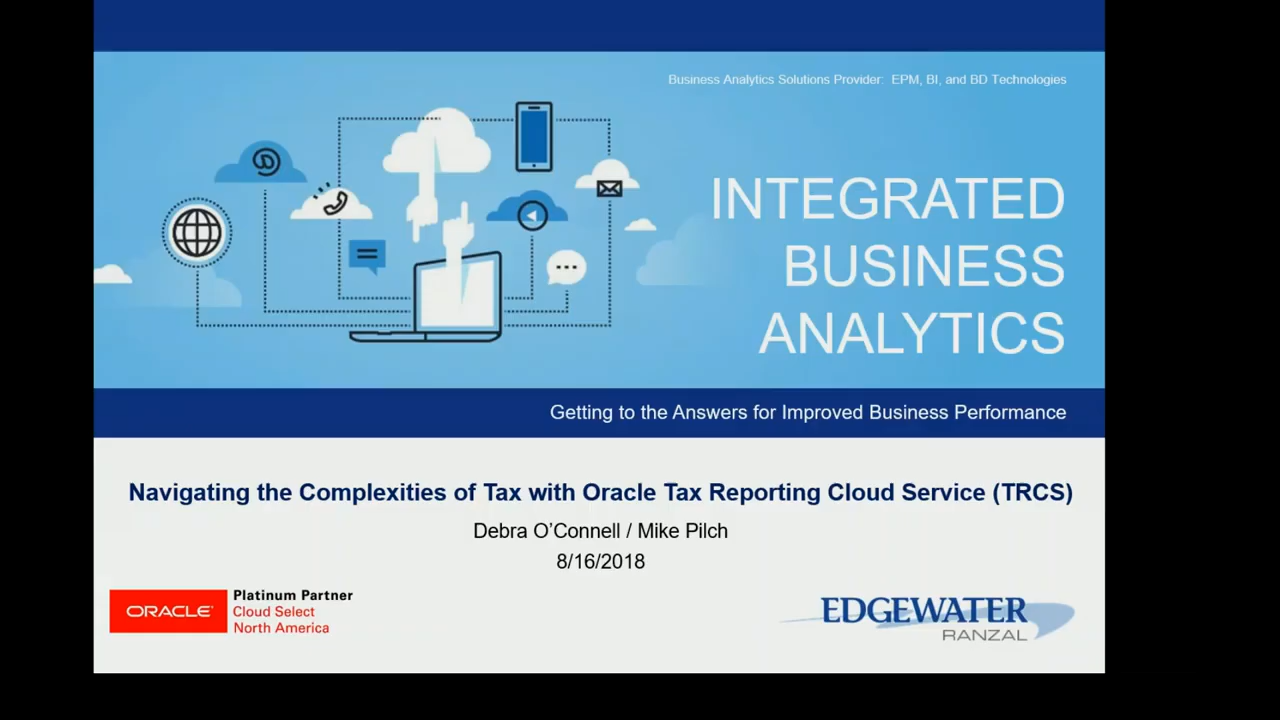 Business Analytics Solutions Provider: EPM, BI, and BD Technologies
INTEGRATED
BUSINESS
ANALYTICS
Getting to the Answers for Improved Business Performance
Navigating the Complexities of Tax with Oracle Tax Reporting Cloud Service (TRCS)
Debra O’Connell / Mike Pilch
8/16/2018
ORACLE
Platinum Partner
Cloud Select
North America
EDGEWATER
RANZAL